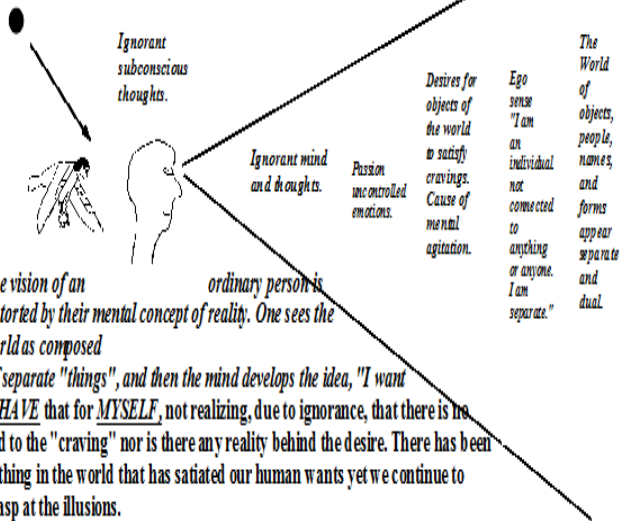 Ignorant
subconscious
thoughts.
Ignorant mind
and thoughts.
Passion
uncontrolled
emotions.
Desires for
objects of
the world
to satisfy
cravings.
Cause of
mental
agitation.
Ego
sense
"I am
an
individual
not
connected
to
anything
or anyone.
I am
separate."
The
World
of
objects,
people,
names,
and
forms
appear
separate
and
dual.
e vision of an ordinary person is
torted by their mental concept of reality. One sees the
rld as composed
separate "things", and then the mind develops the idea, "I want
HAVE that for MYSELF, not realizing, due to ignorance, that there is no
d to the "craving" nor is there any reality behind the desire. There has been
thing in the world that has satiated our human wants yet we continue to
asp at the illusions.